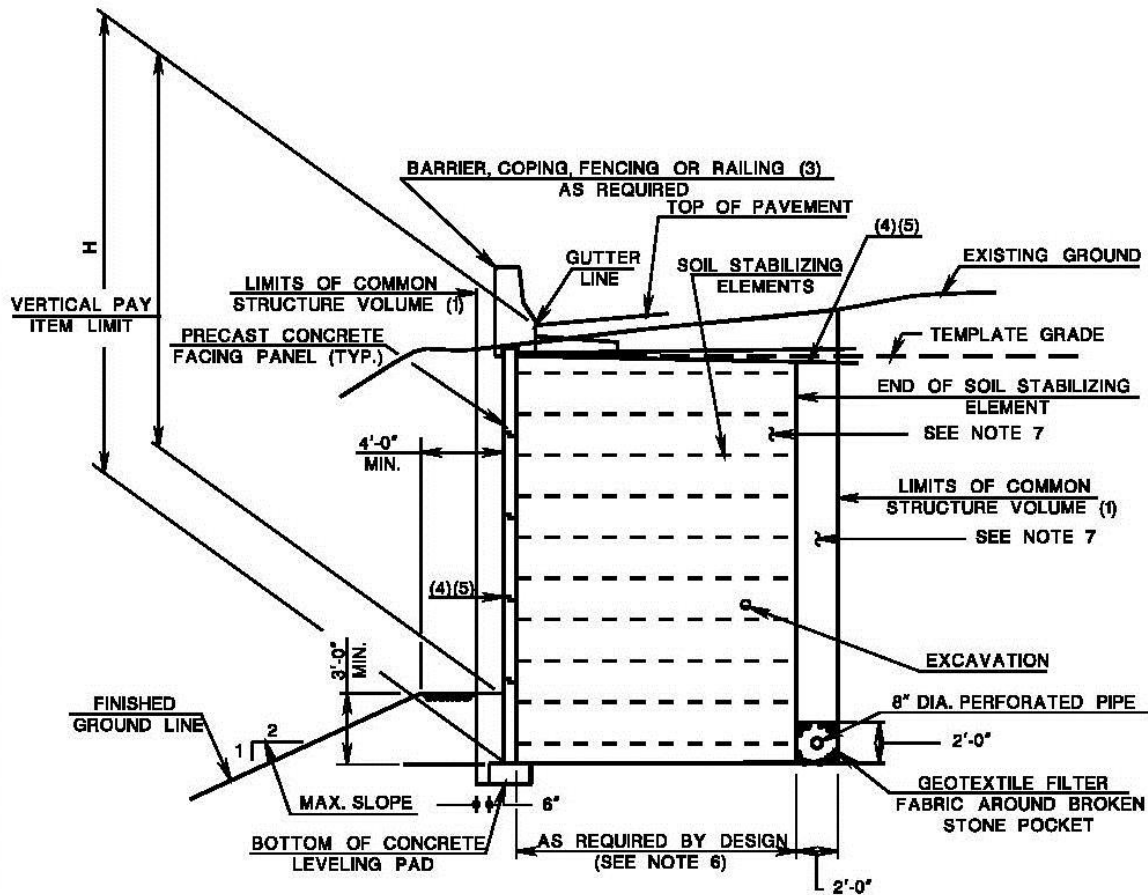 BARRIER, COPING, FENCING OR RAILING (3)
AS REQUIRED
TOP OF PAVEMENT
(4)(5)
GUTTER
LINE
SOIL STABILIZING
ELEMENTS
EXISTING GROUND
H
LIMITS OF COMMON
STRUCTURE VOLUME (1)
VERTICAL PAY
ITEM LIMIT
PRECAST CONCRETE
FACING PANEL (TYP.)
TEMPLATE GRADE
END OF SOIL STABILIZING
ELEMENT
SEE NOTE 7
4'-0"
MIN.
LIMITS OF COMMON
STRUCTURE VOLUME (1)
SEE NOTE 7
(4)(5)
3'-0"
MIN.
EXCAVATION
FINISHED
GROUND LINE
8" DIA. PERFORATED PIPE
2
1
2'-0"
MAX. SLOPE
6"
GEOTEXTILE FILTER
FABRIC AROUND BROKEN
STONE POCKET
BOTTOM OF CONCRETE
LEVELING PAD
AS REQUIRED BY DESIGN
(SEE NOTE 6)
2'-0"